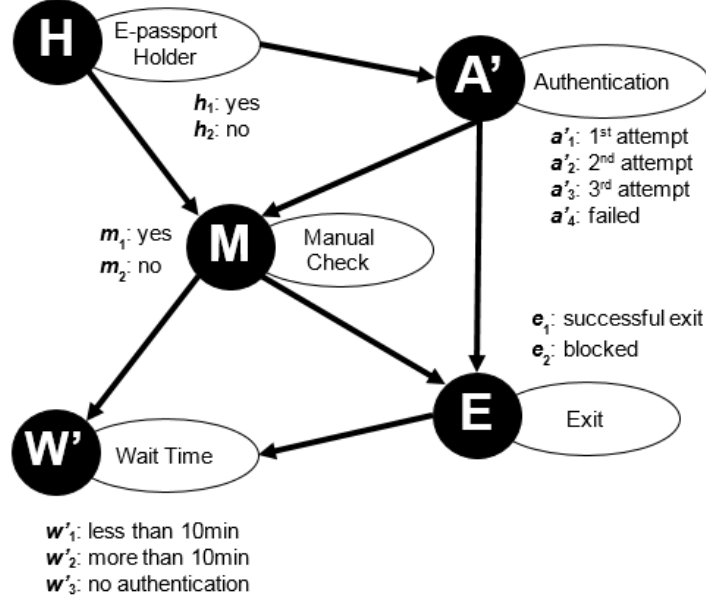 H
E-passport
Holder
A’
Authentication
h₁: yes
h₂: no
a’₁: 1st attempt
a’₂: 2nd attempt
a’₃: 3rd attempt
a’₄: failed
m₁: yes
m₂: no
M
Manual
Check
e₁: successful exit
e₂: blocked
E
Exit
W’
Wait Time
w’₁: less than 10min
w’₂: more than 10min
w’₃: no authentication